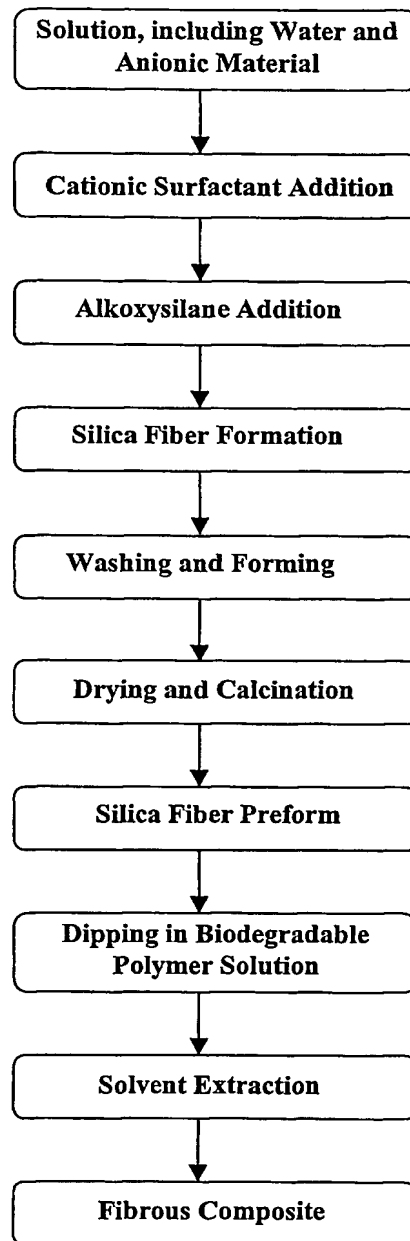 Solution, including Water and
Anionic Material
Cationic Surfactant Addition
Alkoxysilane Addition
Silica Fiber Formation
Washing and Forming
Drying and Calcination
Silica Fiber Preform
Dipping in Biodegradable
Polymer Solution
Solvent Extraction
Fibrous Composite